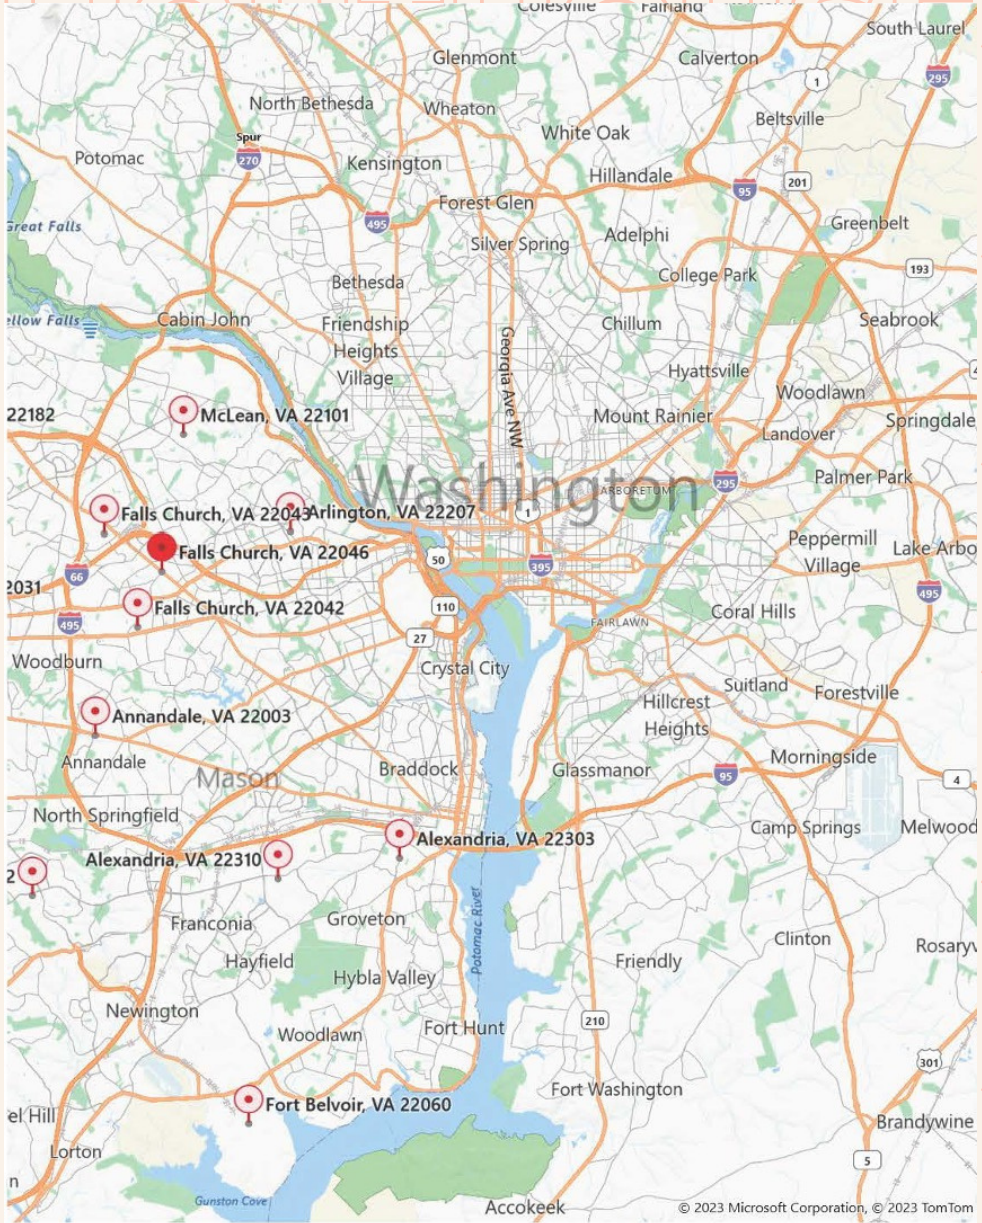 Colesville
Fairland
South Laurel
Glenmont
Calverton
295
1
North Bethesda
Wheaton
Beltsville
White Oak
Spur
270
Potomac
Kensington
Hillandale
95
201
Forest Glen
495
Greenbelt
Great Falls
Silver Spring
Adelphi
193
College Park
Bethesda
ellow Falls
Cabin John
Friendship
Heights
Village
Chillum
Seabrook
Georgia Ave NW
Hyattsville
Woodlawn
22182
McLean, VA 22101
Mount Rainier
Landover
Springdale
Washington
295
Palmer Park
ARBORETUM
Falls Church, VA 22043
Arlington, VA 22207
1
Falls Church, VA 22046
Peppermill
Village
Lake Arbo
50
395
66
2031
495
Falls Church, VA 22042
110
Coral Hills
495
27
FAIRLAWN
Woodburn
Crystal City
Suitland
Forestville
Hillcrest
Heights
Annandale, VA 22003
Annandale
Mason
Braddock
Glassmanor
95
Morningside
4
North Springfield
Camp Springs
Melwood
Alexandria, VA 22303
Alexandria, VA 22310
2
Franconia
Groveton
Potomac River
Clinton
Rosaryv
Hayfield
Hybla Valley
Friendly
Newington
Woodlawn
Fort Hunt
210
301
Fort Belvoir, VA 22060
Fort Washington
el Hill
Brandywine
Lorton
5
n
Gunston Cove
Accokeek
© 2023 Microsoft Corporation, © 2023 TomTom